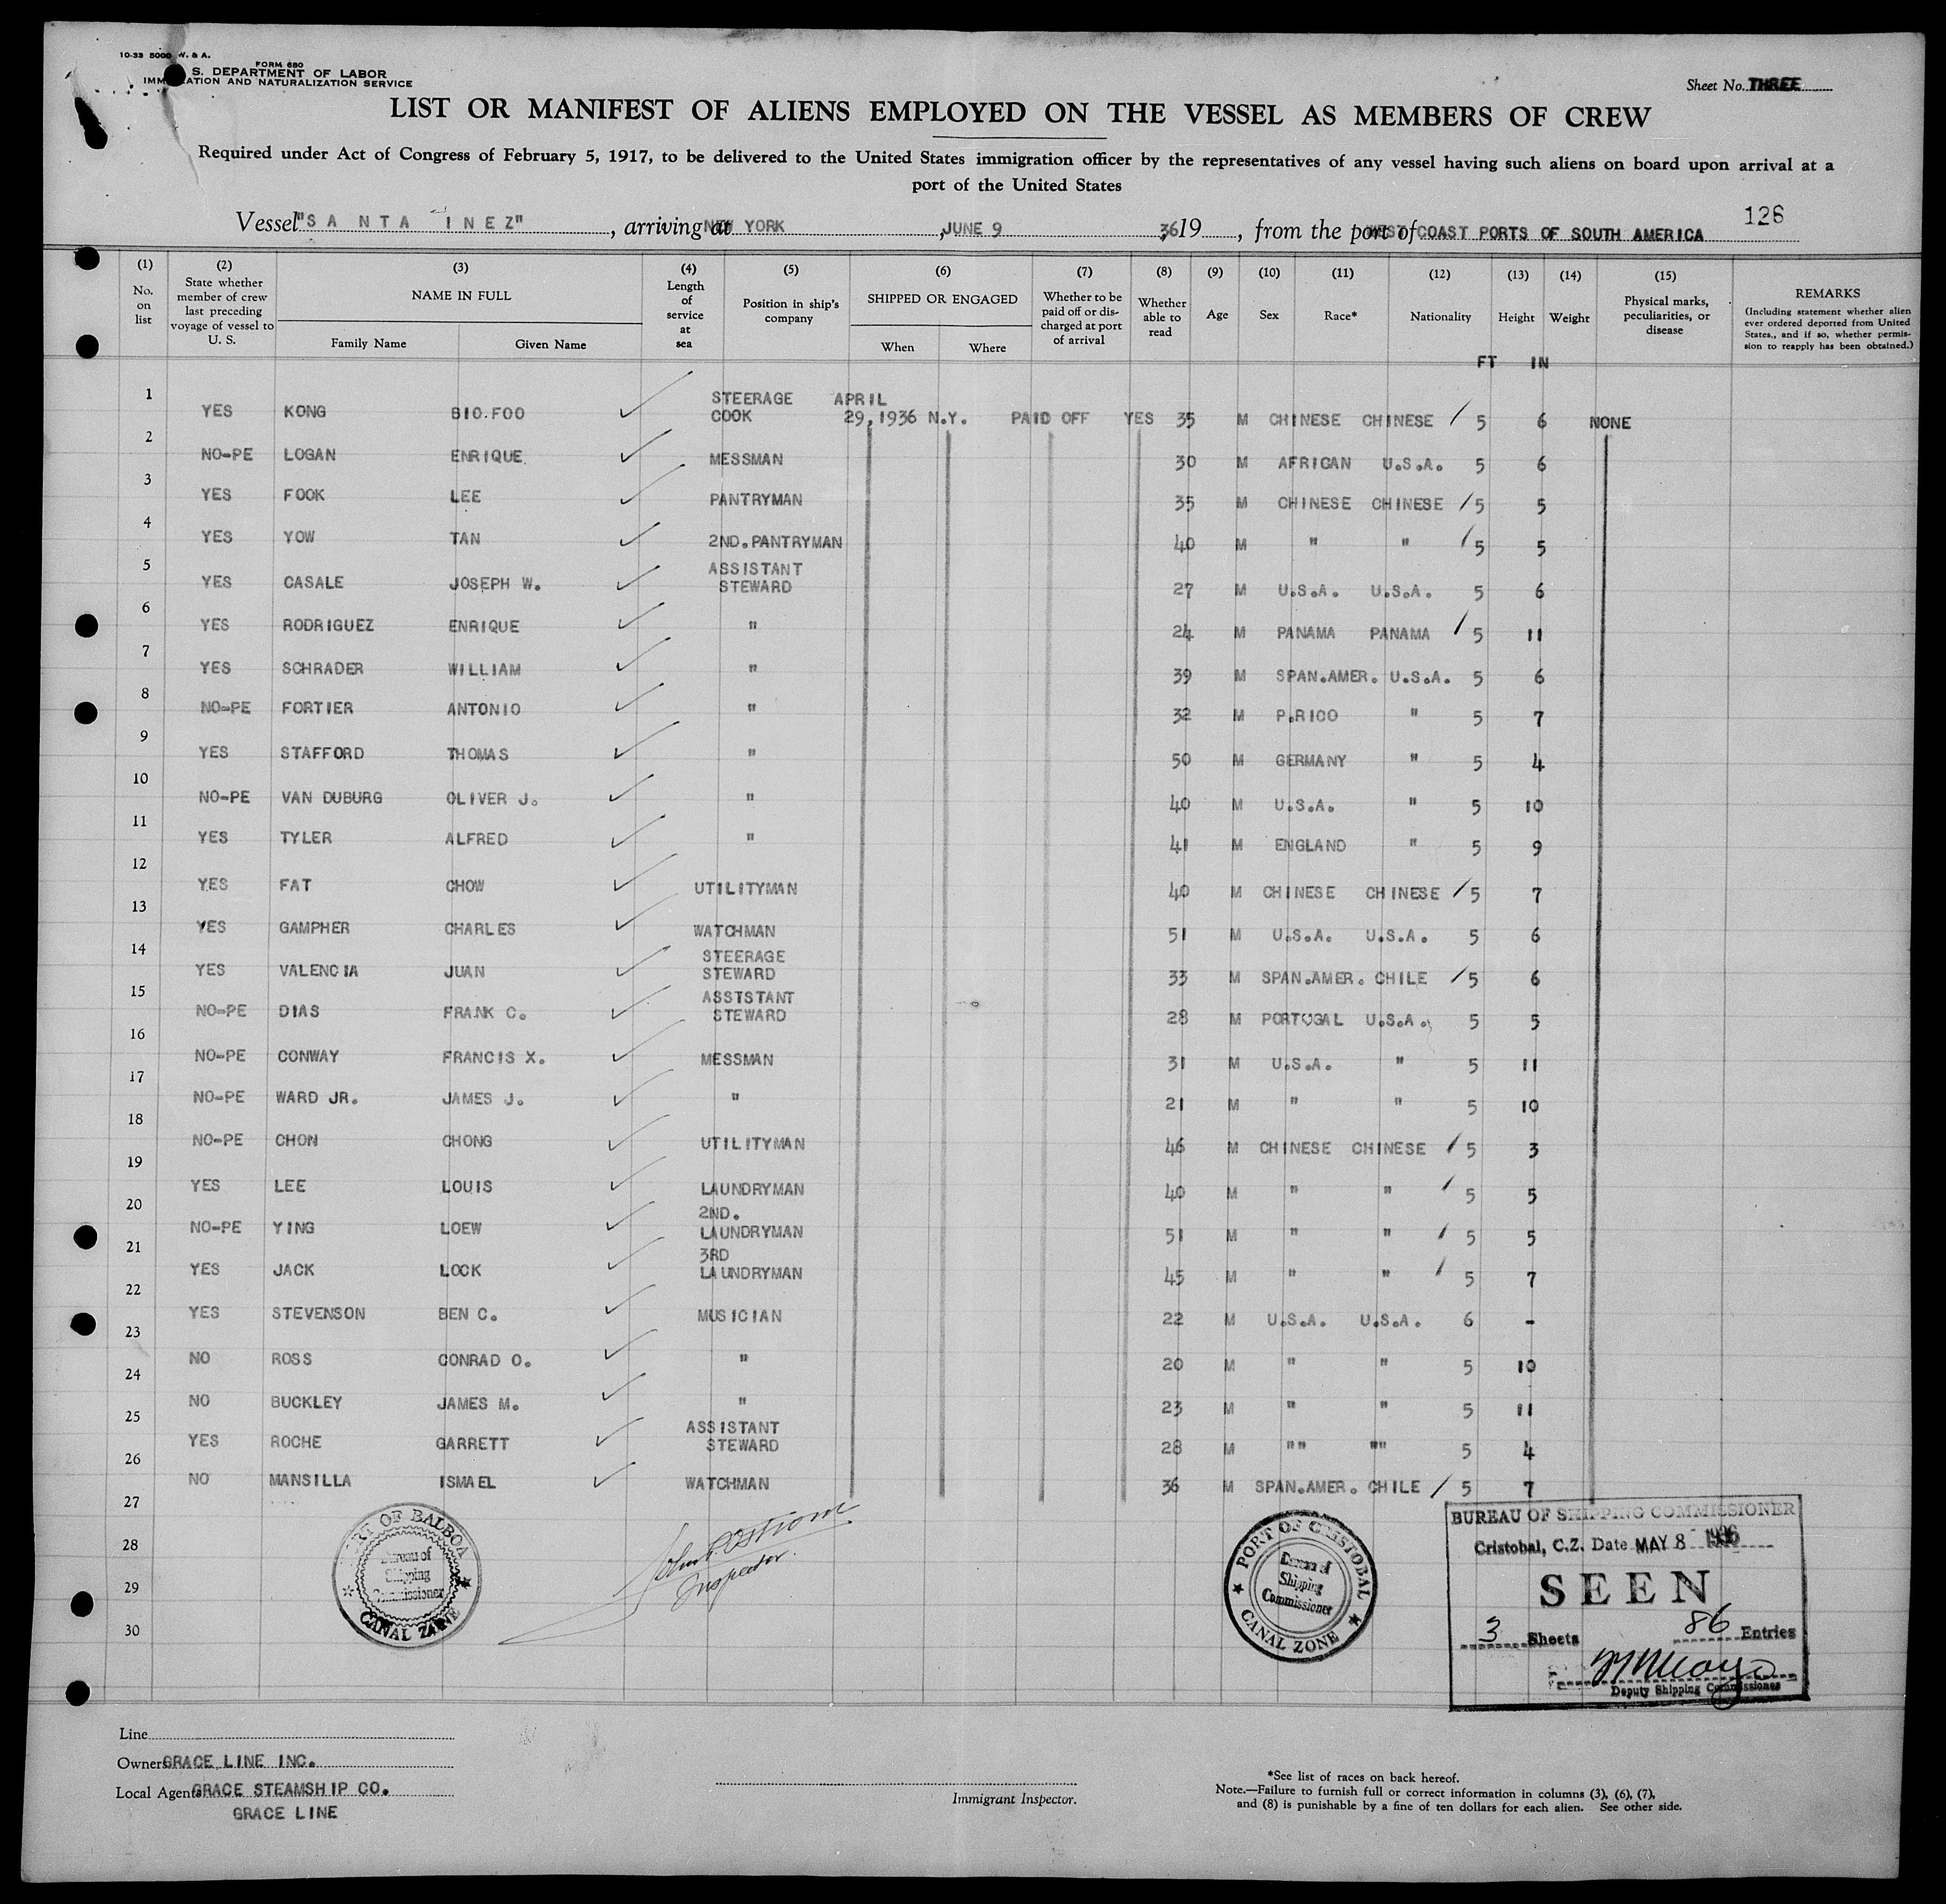 10-33 5000 W. & A.
FORM 680
S. DEPARTMENT OF LABOR
IMM ATION AND NATURALIZATION SERVICE
Sheet No. THREE
LIST OR MANIFEST OF ALIENS EMPLOYED ON THE VESSEL AS MEMBERS OF CREW
Required under Act of Congress of February 5, 1917, to be delivered to the United States immigration officer by the representatives of any vessel having such aliens on board upon arrival at a
port of the United States
Vessel "SANTA INEZ", arriving at NEW YORK, JUNE 9, 1936, from the port of WEST COAST PORTS OF SOUTH AMERICA
126
(1) No. on list
(2) State whether member of crew last preceding voyage of vessel to U. S.
(3) NAME IN FULL
Family Name Given Name
(4) Length of service at sea
(5) Position in ship's company
(6) SHIPPED OR ENGAGED
When Where
(7) Whether to be paid off or discharged at port of arrival
(8) Whether able to read
(9) Age
(10) Sex
(11) Race*
(12) Nationality
(13) Height
(14) Weight
(15) Physical marks, peculiarities, or disease
REMARKS
(Including statement whether alien ever ordered deported from United States, and if so, whether permission to reapply has been obtained.)
FT IN
1 YES KONG BIO.FOO STEERAGE COOK APRIL 29, 1936 N.Y. PAID OFF YES 35 M CHINESE CHINESE 5 6 NONE
2 NO-PE LOGAN ENRIQUE MESSMAN 30 M AFRICAN U.S.A. 5 6
3 YES FOOK LEE PANTRYMAN 35 M CHINESE CHINESE 5 5
4 YES YOW TAN 2ND.PANTRYMAN 40 M " " 5 5
5 YES CASALE JOSEPH W. ASSISTANT STEWARD 27 M U.S.A. U.S.A. 5 6
6 YES RODRIGUEZ ENRIQUE " 24 M PANAMA PANAMA 5 11
7 YES SCHRADER WILLIAM " 39 M SPAN.AMER. U.S.A. 5 6
8 NO-PE FORTIER ANTONIO " 32 M P.RICO " 5 7
9 YES STAFFORD THOMAS " 50 M GERMANY " 5 4
10 NO-PE VAN DUBURG OLIVER J. " 40 M U.S.A. " 5 10
11 YES TYLER ALFRED " 41 M ENGLAND " 5 9
12 YES FAT CHOW UTILITYMAN 40 M CHINESE CHINESE 5 7
13 YES GAMPHER CHARLES WATCHMAN 51 M U.S.A. U.S.A. 5 6
14 YES VALENCIA JUAN STEERAGE STEWARD 33 M SPAN.AMER. CHILE 5 6
15 NO-PE DIAS FRANK C. ASSTSTANT STEWARD 28 M PORTUGAL U.S.A. 5 5
16 NO-PE CONWAY FRANCIS X. MESSMAN 31 M U.S.A. " 5 11
17 NO-PE WARD JR. JAMES J. " 21 M " " 5 10
18 NO-PE CHON CHONG UTILITYMAN 46 M CHINESE CHINESE 5 3
19 YES LEE LOUIS LAUNDRYMAN 40 M " " 5 5
20 NO-PE YING LOEW 2ND. LAUNDRYMAN 51 M " " 5 5
21 YES JACK LOCK 3RD LAUNDRYMAN 45 M " " 5 7
22 YES STEVENSON BEN C. MUSICIAN 22 M U.S.A. U.S.A. 6 -
23 NO ROSS CONRAD O. " 20 M " " 5 10
24 NO BUCKLEY JAMES M. " 23 M " " 5 11
25 YES ROCHE GARRETT ASSISTANT STEWARD 28 M "" "" 5 4
26 NO MANSILLA ISMAEL WATCHMAN 36 M SPAN.AMER. CHILE 5 7
27
28
29
30
PORT OF BALBOA
Bureau of
Shipping
Commissioner
CANAL ZONE
Inspector.
PORT OF CRISTOBAL
Bureau of
Shipping
Commissioner
CANAL ZONE
BUREAU OF SHIPPING COMMISSIONER
Cristobal, C.Z. Date MAY 8 - 1936
SEEN
3 Sheets 86 Entries
Deputy Shipping Commissioner
Line
Owners GRACE LINE INC.
Local Agents GRACE STEAMSHIP CO.
GRACE LINE
Immigrant Inspector.
*See list of races on back hereof.
Note.—Failure to furnish full or correct information in columns (3), (6), (7),
and (8) is punishable by a fine of ten dollars for each alien. See other side.